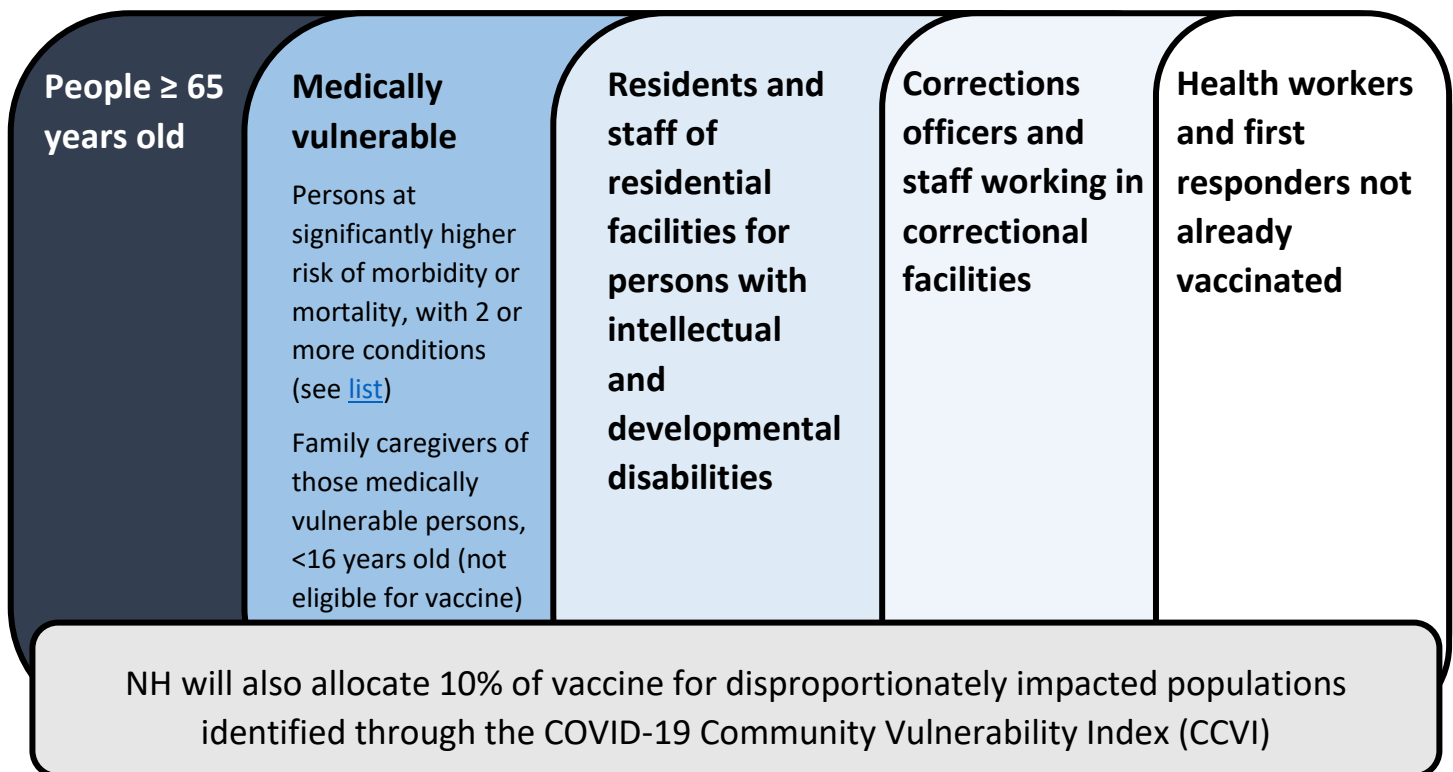 People ≥ 65
years old
Medically
vulnerable
Persons at
significantly higher
risk of morbidity or
mortality, with 2 or
more conditions
(see list)
Family caregivers of
those medically
vulnerable persons,
<16 years old (not
eligible for vaccine)
Residents and
staff of
residential
facilities for
persons with
intellectual
and
developmental
disabilities
Corrections
officers and
staff working in
correctional
facilities
Health workers
and first
responders not
already
vaccinated
NH will also allocate 10% of vaccine for disproportionately impacted populations
identified through the COVID-19 Community Vulnerability Index (CCVI)